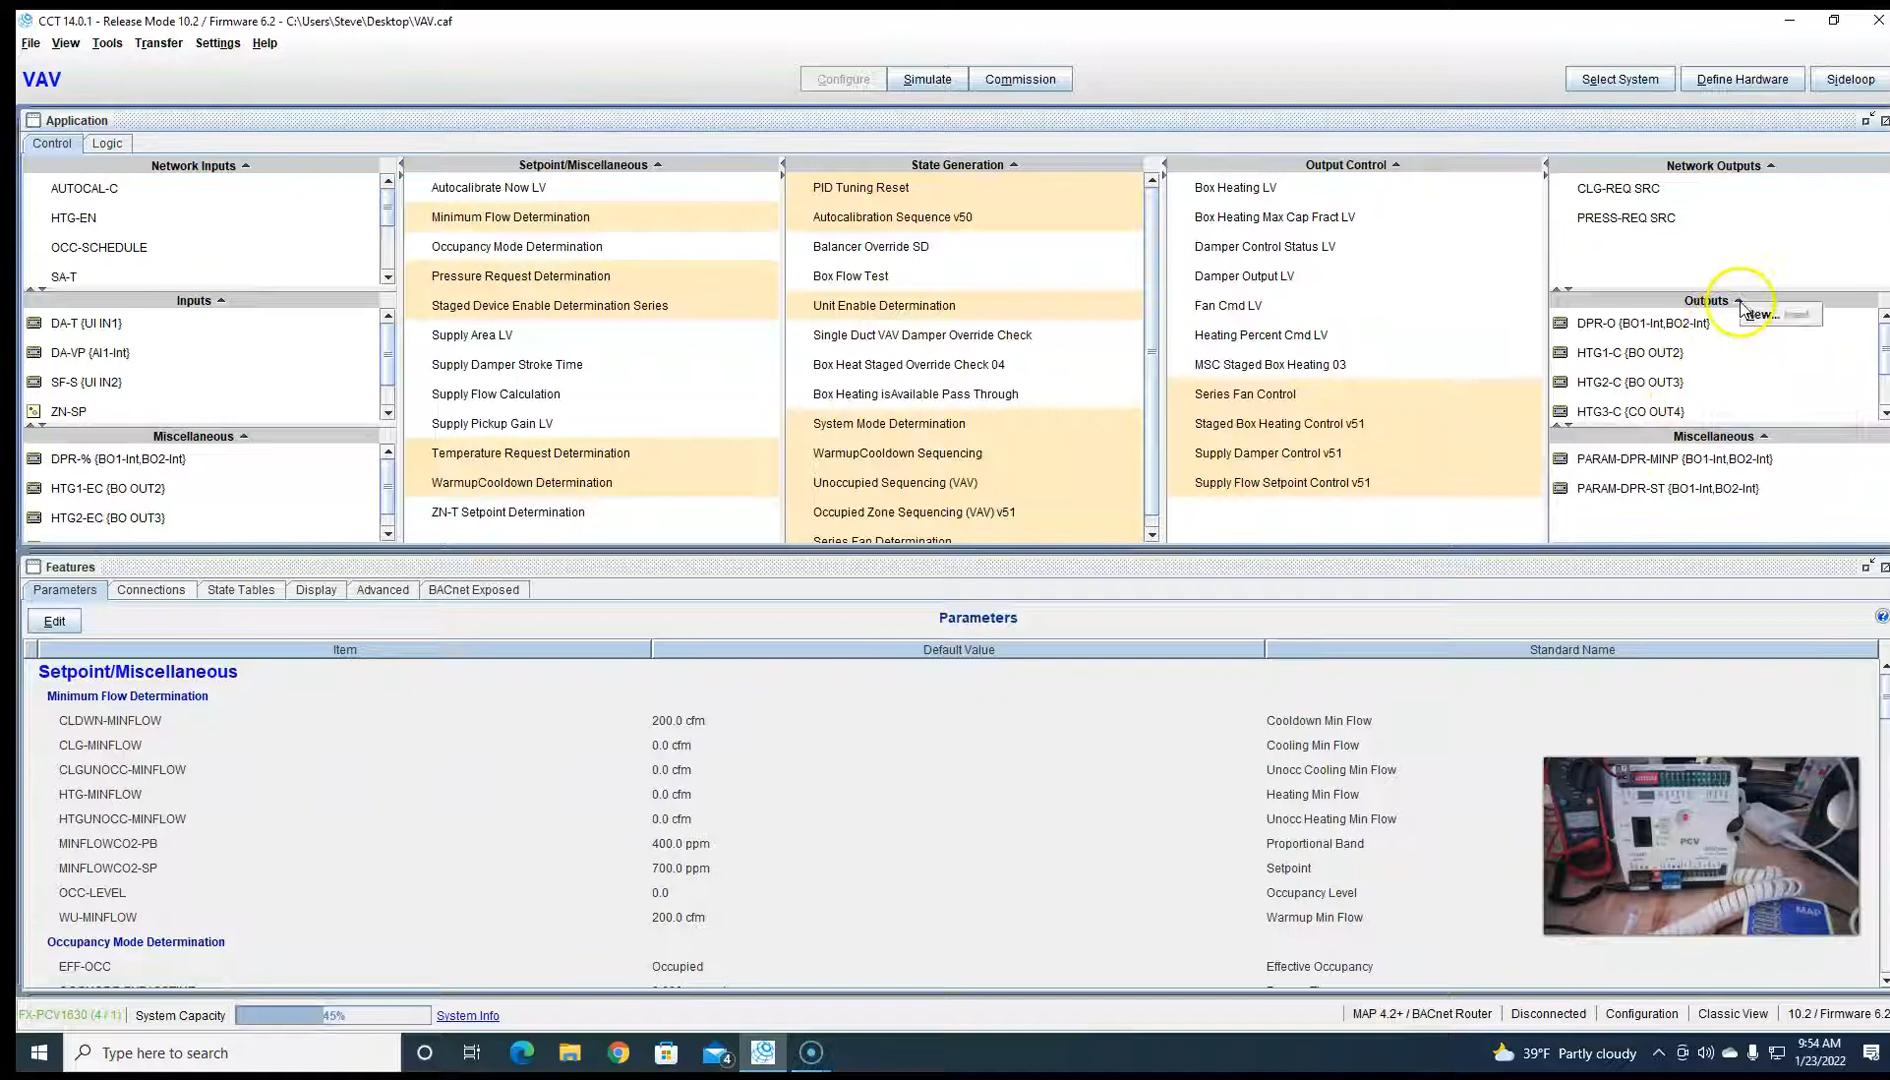 CCT 14.0.1 - Release Mode 10.2 / Firmware 6.2 - C:\Users\Steve\Desktop\VAV.caf
File View Tools Transfer Settings Help
VAV
Configure Simulate Commission
Select System Define Hardware Sideloop
Application
Control Logic
Network Inputs
AUTOCAL-C
HTG-EN
OCC-SCHEDULE
SA-T
Inputs
DA-T {UI IN1}
DA-VP {AI1-Int}
SF-S {UI IN2}
ZN-SP
Miscellaneous
DPR-% {BO1-Int,BO2-Int}
HTG1-EC {BO OUT2}
HTG2-EC {BO OUT3}
Setpoint/Miscellaneous
Autocalibrate Now LV
Minimum Flow Determination
Occupancy Mode Determination
Pressure Request Determination
Staged Device Enable Determination Series
Supply Area LV
Supply Damper Stroke Time
Supply Flow Calculation
Supply Pickup Gain LV
Temperature Request Determination
WarmupCooldown Determination
ZN-T Setpoint Determination
State Generation
PID Tuning Reset
Autocalibration Sequence v50
Balancer Override SD
Box Flow Test
Unit Enable Determination
Single Duct VAV Damper Override Check
Box Heat Staged Override Check 04
Box Heating isAvailable Pass Through
System Mode Determination
WarmupCooldown Sequencing
Unoccupied Sequencing (VAV)
Occupied Zone Sequencing (VAV) v51
Series Fan Determination
Output Control
Box Heating LV
Box Heating Max Cap Fract LV
Damper Control Status LV
Damper Output LV
Fan Cmd LV
Heating Percent Cmd LV
MSC Staged Box Heating 03
Series Fan Control
Staged Box Heating Control v51
Supply Damper Control v51
Supply Flow Setpoint Control v51
Network Outputs
CLG-REQ SRC
PRESS-REQ SRC
Outputs
New...
DPR-O {BO1-Int,BO2-Int}
HTG1-C {BO OUT2}
HTG2-C {BO OUT3}
HTG3-C {CO OUT4}
Miscellaneous
PARAM-DPR-MINP {BO1-Int,BO2-Int}
PARAM-DPR-ST {BO1-Int,BO2-Int}
Features
Parameters Connections State Tables Display Advanced BACnet Exposed
Edit Parameters
Item Default Value Standard Name
Setpoint/Miscellaneous
Minimum Flow Determination
CLDWN-MINFLOW 200.0 cfm Cooldown Min Flow
CLG-MINFLOW 0.0 cfm Cooling Min Flow
CLGUNOCC-MINFLOW 0.0 cfm Unocc Cooling Min Flow
HTG-MINFLOW 0.0 cfm Heating Min Flow
HTGUNOCC-MINFLOW 0.0 cfm Unocc Heating Min Flow
MINFLOWCO2-PB 400.0 ppm Proportional Band
MINFLOWCO2-SP 700.0 ppm Setpoint
OCC-LEVEL 0.0 Occupancy Level
WU-MINFLOW 200.0 cfm Warmup Min Flow
Occupancy Mode Determination
EFF-OCC Occupied Effective Occupancy
PCV
MAP
FX-PCV1630 (4 / 1) System Capacity 45% System Info
MAP 4.2+ / BACnet Router Disconnected Configuration Classic View 10.2 / Firmware 6.2
Type here to search
4
39°F Partly cloudy
9:54 AM
1/23/2022